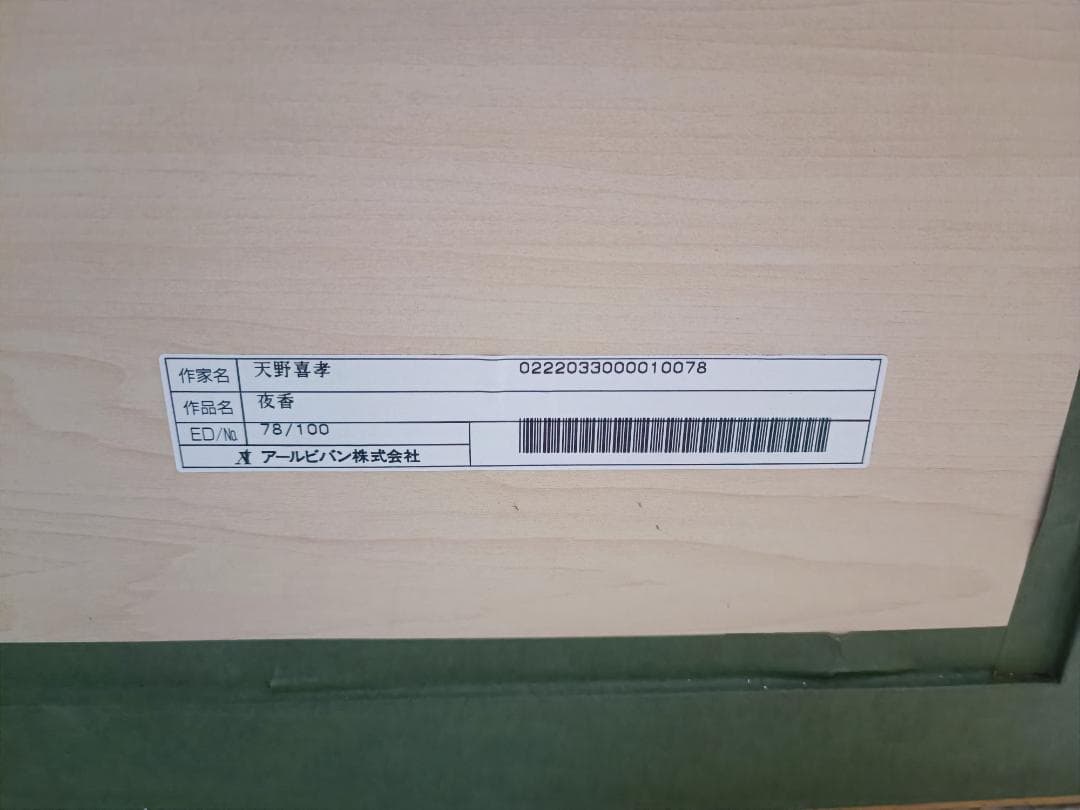 作家名 天野喜孝 0222033000010078
作品名 夜香
ED/No. 78/100
アールビバン株式会社